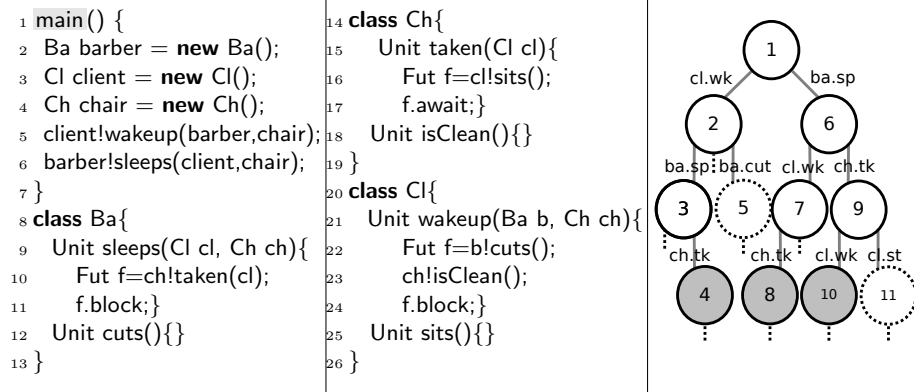 1 main() {
2 Ba barber = new Ba();
3 Cl client = new Cl();
4 Ch chair = new Ch();
5 client!wakeup(barber,chair);
6 barber!sleeps(client,chair);
7 }
8 class Ba{
9 Unit sleeps(Cl cl, Ch ch){
10 Fut f=ch!taken(cl);
11 f.block;}
12 Unit cuts(){}
13 }
14 class Ch{
15 Unit taken(Cl cl){
16 Fut f=cl!sits();
17 f.await;}
18 Unit isClean(){}
19 }
20 class Cl{
21 Unit wakeup(Ba b, Ch ch){
22 Fut f=b!cuts();
23 ch!isClean();
24 f.block;}
25 Unit sits(){}
26 }
1
cl.wk ba.sp
2 6
ba.sp ba.cut cl.wk ch.tk
3 5 7 9
ch.tk ch.tk cl.wk cl.st
4 8 10 11